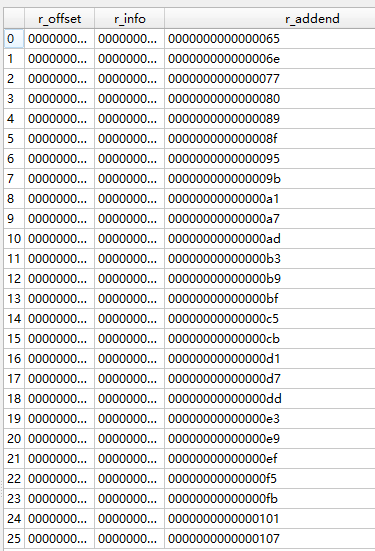 r_offset r_info r_addend
0 0000000... 0000000... 0000000000000065
1 0000000... 0000000... 000000000000006e
2 0000000... 0000000... 0000000000000077
3 0000000... 0000000... 0000000000000080
4 0000000... 0000000... 0000000000000089
5 0000000... 0000000... 000000000000008f
6 0000000... 0000000... 0000000000000095
7 0000000... 0000000... 000000000000009b
8 0000000... 0000000... 00000000000000a1
9 0000000... 0000000... 00000000000000a7
10 0000000... 0000000... 00000000000000ad
11 0000000... 0000000... 00000000000000b3
12 0000000... 0000000... 00000000000000b9
13 0000000... 0000000... 00000000000000bf
14 0000000... 0000000... 00000000000000c5
15 0000000... 0000000... 00000000000000cb
16 0000000... 0000000... 00000000000000d1
17 0000000... 0000000... 00000000000000d7
18 0000000... 0000000... 00000000000000dd
19 0000000... 0000000... 00000000000000e3
20 0000000... 0000000... 00000000000000e9
21 0000000... 0000000... 00000000000000ef
22 0000000... 0000000... 00000000000000f5
23 0000000... 0000000... 00000000000000fb
24 0000000... 0000000... 0000000000000101
25 0000000... 0000000... 0000000000000107